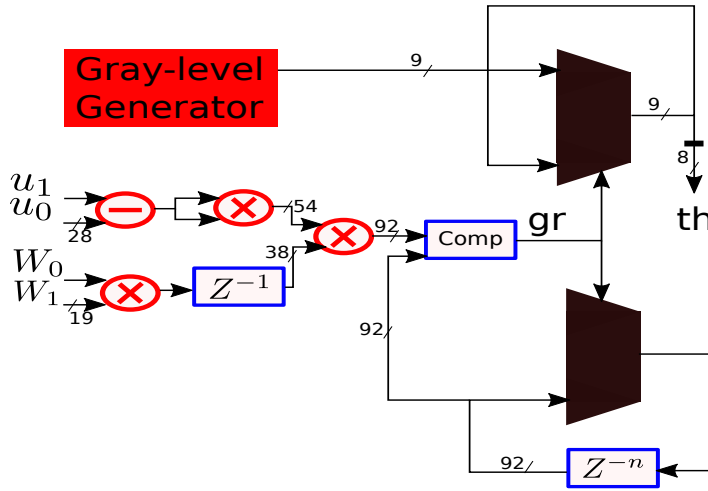 Gray-level
Generator
9
9
8
th
u₁
u₀
28
54
92
Comp
gr
W₀
W₁
19
Z⁻¹
38
92
92
Z⁻ⁿ